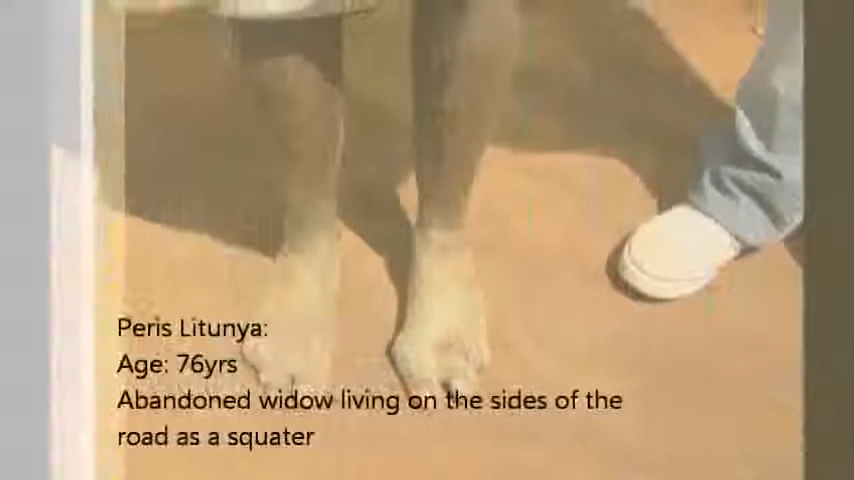 Peris Litunya:
Age: 76yrs
Abandoned widow living on the sides of the
road as a squater